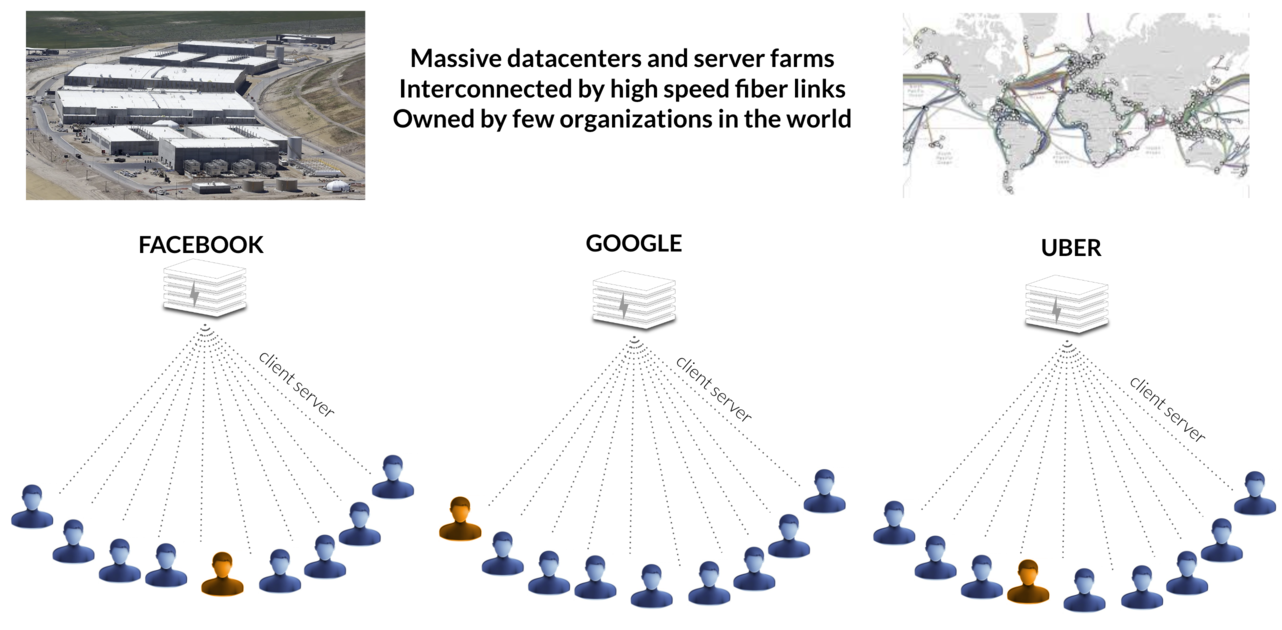 Massive datacenters and server farms
Interconnected by high speed fiber links
Owned by few organizations in the world
FACEBOOK
GOOGLE
UBER
client server
client server
client server